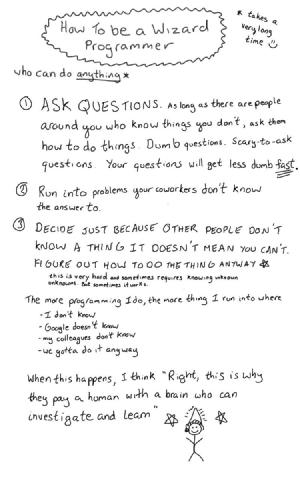 How To be a Wizard
Programmer
* takes a
very long
time
who can do anything *
① ASK QUESTIONS. As long as there are people
around you who know things you don't, ask them
how to do things. Dumb questions. Scary-to-ask
questions. Your questions will get less dumb fast.
② Run into problems your coworkers don't know
the answer to.
③ DECIDE JUST BECAUSE OTHER PEOPLE DON'T
KNOW A THING IT DOESN'T MEAN YOU CAN'T.
FIGURE OUT HOW TO DO THE THING ANYWAY
this is very hard and sometimes requires knowing unknown
unknowns. But sometimes it works.
The more programming I do, the more thing I run into where
- I don't know
- Google doesn't know
- my colleagues don't know
- we gotta do it anyway
When this happens, I think "Right, this is why
they pay a human with a brain who can
investigate and learn"